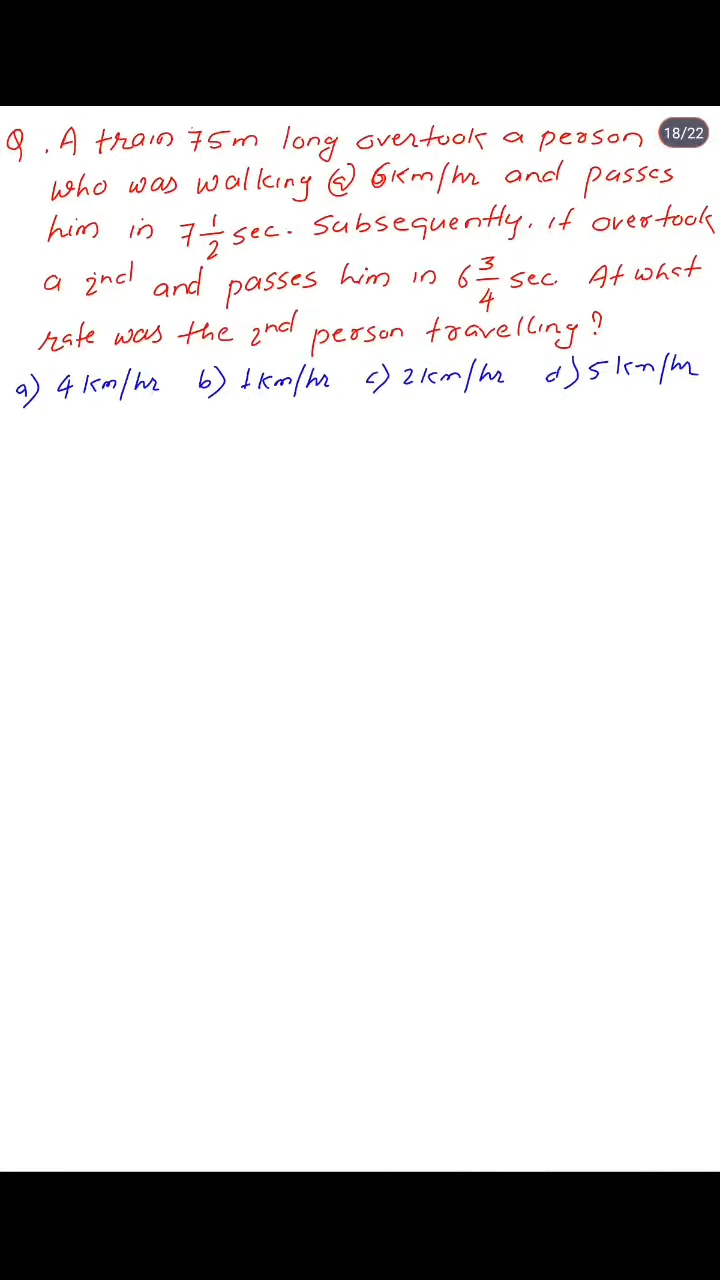 Q. A train 75m long overtook a person
18/22
who was walking @ 6km/hr and passes
him in 7 1/2 sec. Subsequently, it overtook
a 2nd and passes him in 6 3/4 sec. At what
rate was the 2nd person travelling?
a) 4 km/hr b) 1 km/hr c) 2 km/hr d) 5 km/hr